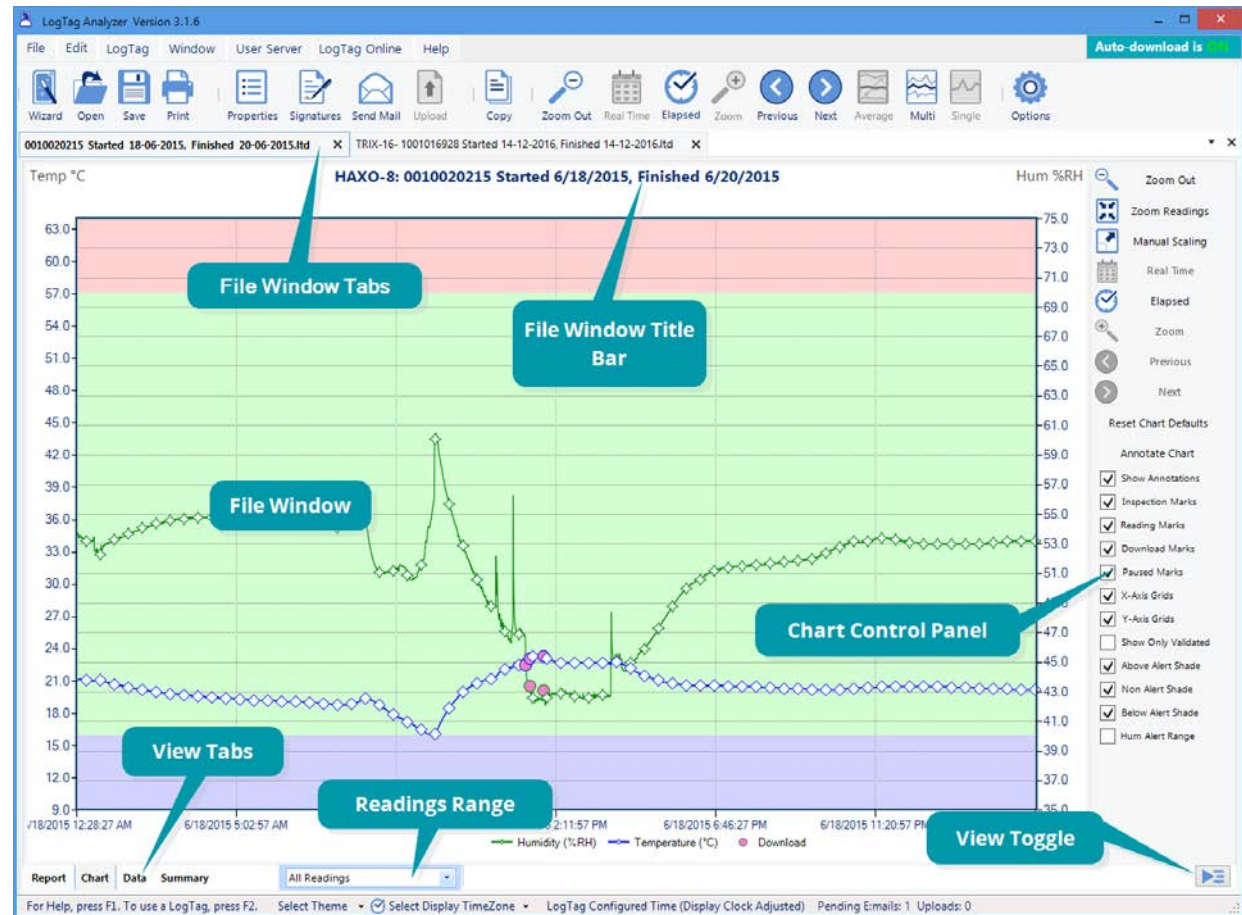 LogTag Analyzer Version 3.1.6
File Edit LogTag Window User Server LogTag Online Help
Auto-download is ON
Wizard Open Save Print Properties Signatures Send Mail Upload Copy Zoom Out Real Time Elapsed Zoom Previous Next Average Multi Single Options
0010020215 Started 18-06-2015, Finished 20-06-2015.ltd X TRIX-16- 1001016928 Started 14-12-2016, Finished 14-12-2016.ltd X
Temp °C
HAXO-8: 0010020215 Started 6/18/2015, Finished 6/20/2015
Hum %RH
63.0
60.0
57.0
54.0
51.0
48.0
45.0
42.0
39.0
36.0
33.0
30.0
27.0
24.0
21.0
18.0
15.0
12.0
9.0
File Window Tabs
File Window Title
Bar
File Window
Chart Control Panel
View Tabs
Readings Range
View Toggle
75.0
73.0
71.0
69.0
67.0
65.0
63.0
61.0
59.0
57.0
55.0
53.0
51.0
47.0
45.0
43.0
41.0
39.0
37.0
35.0
Zoom Out
Zoom Readings
Manual Scaling
Real Time
Elapsed
Zoom
Previous
Next
Reset Chart Defaults
Annotate Chart
Show Annotations
Inspection Marks
Reading Marks
Download Marks
Paused Marks
X-Axis Grids
Y-Axis Grids
Show Only Validated
Above Alert Shade
Non Alert Shade
Below Alert Shade
Hum Alert Range
/18/2015 12:28:27 AM 6/18/2015 5:02:57 AM 2:11:57 PM 6/18/2015 6:46:27 PM 6/18/2015 11:20:57 PM
Humidity (%RH) Temperature (°C) Download
Report Chart Data Summary All Readings
For Help, press F1. To use a LogTag, press F2. Select Theme Select Display TimeZone LogTag Configured Time (Display Clock Adjusted) Pending E:mails: 1 Uploads: 0